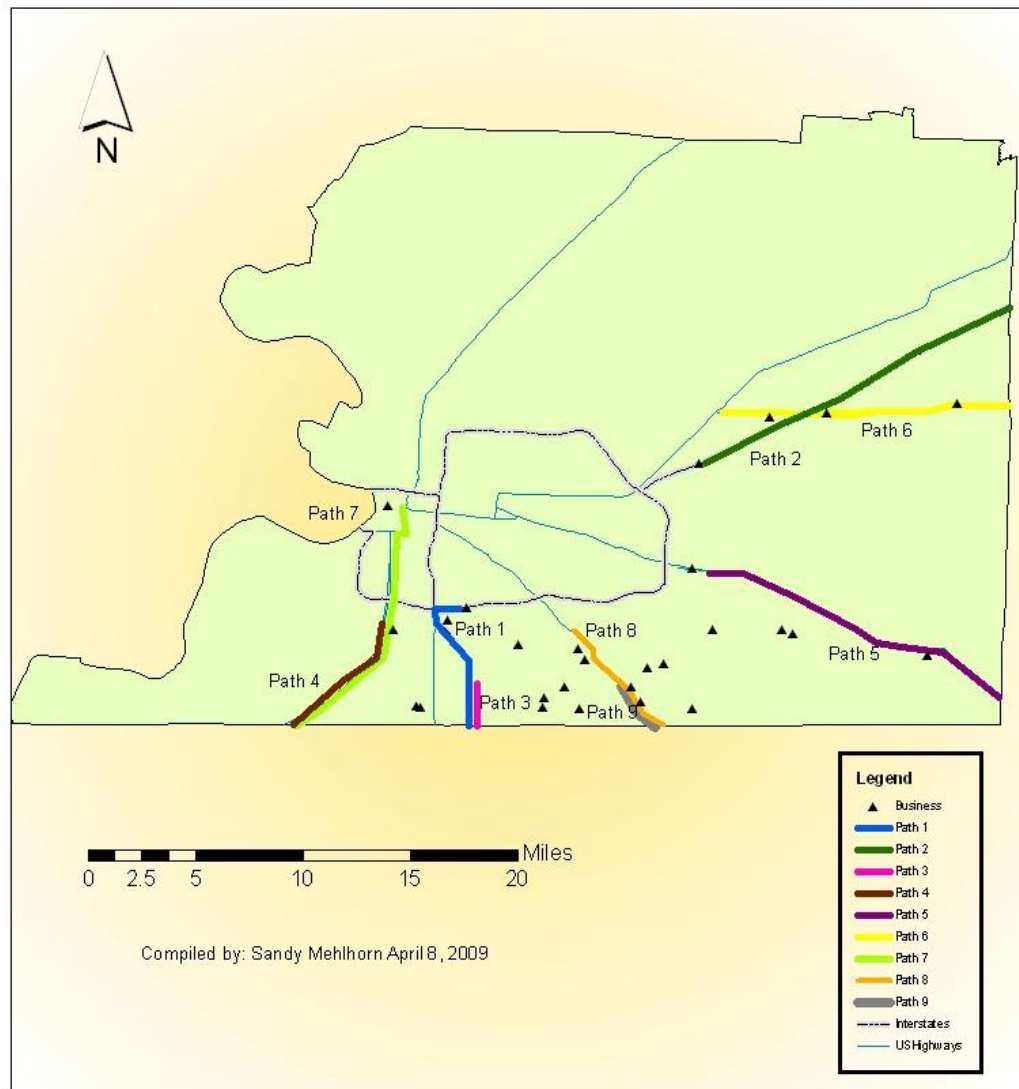 N
Path 6
Path 2
Path 7
Path 1
Path 8
Path 5
Path 4
Path 3
Path 9
Miles
0 2.5 5 10 15 20
Compiled by: Sandy Mehlhorn April 8, 2009
Legend
Business
Path 1
Path 2
Path 3
Path 4
Path 5
Path 6
Path 7
Path 8
Path 9
Interstates
US Highways